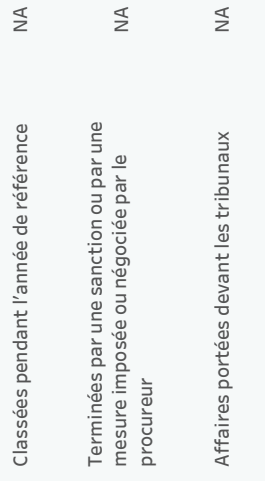 Classées pendant l'année de référence NA
Terminées par une sanction ou par une
mesure imposée ou négociée par le NA
procureur
Affaires portées devant les tribunaux NA